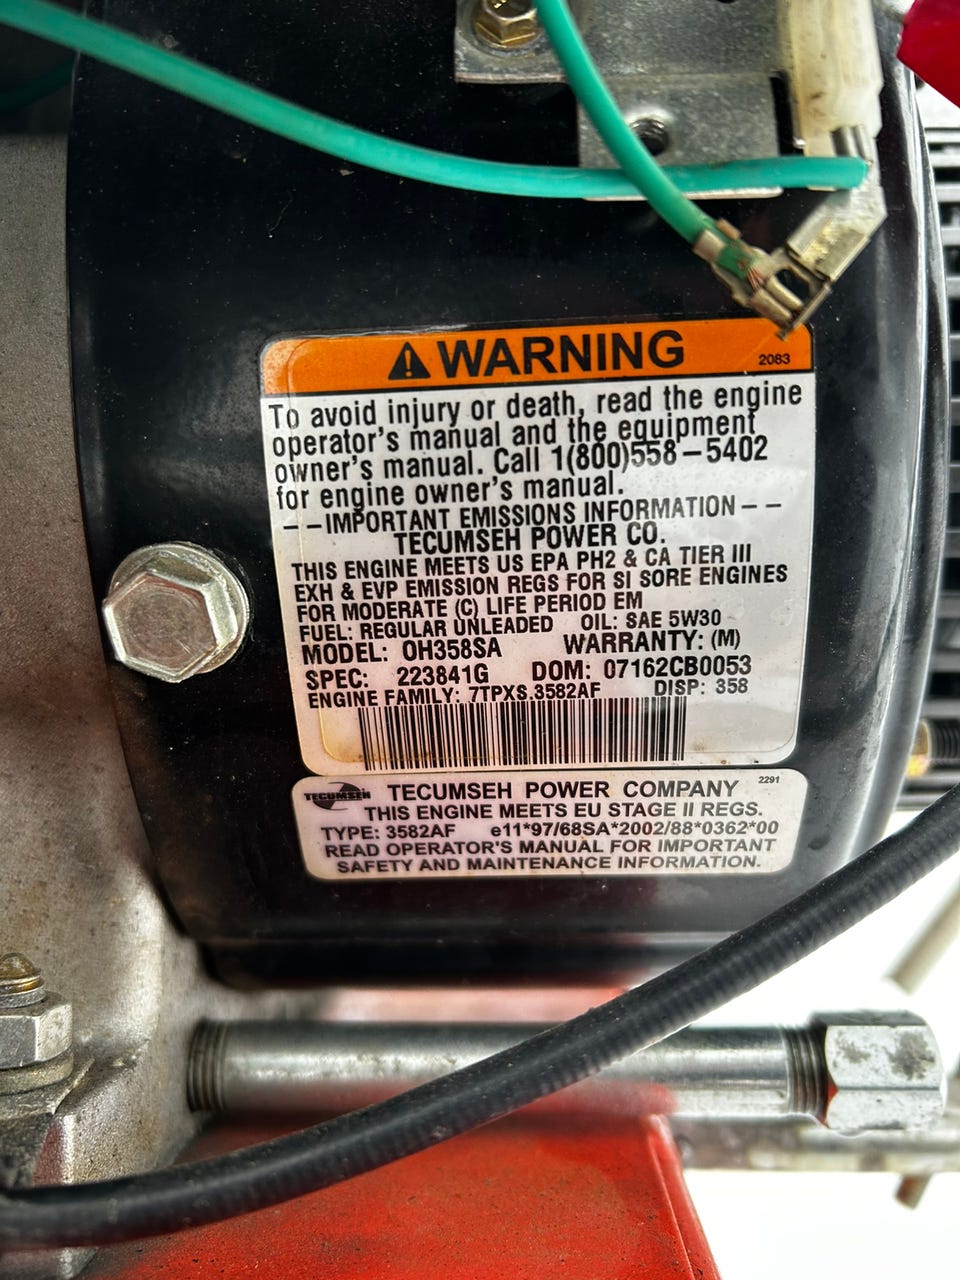 WARNING
2083
To avoid injury or death, read the engine
operator's manual and the equipment
owner's manual. Call 1(800)558-5402
for engine owner's manual.
--IMPORTANT EMISSIONS INFORMATION--
TECUMSEH POWER CO.
THIS ENGINE MEETS US EPA PH2 & CA TIER III
EXH & EVP EMISSION REGS FOR SI SORE ENGINES
FOR MODERATE (C) LIFE PERIOD EM
FUEL: REGULAR UNLEADED OIL: SAE 5W30
MODEL: OH358SA WARRANTY: (M)
SPEC: 223841G DOM: 07162CB0053
ENGINE FAMILY: 7TPXS.3582AF DISP: 358
TECUMSEH TECUMSEH POWER COMPANY 2291
THIS ENGINE MEETS EU STAGE II REGS.
TYPE: 3582AF e11*97/68SA*2002/88*0362*00
READ OPERATOR'S MANUAL FOR IMPORTANT
SAFETY AND MAINTENANCE INFORMATION.